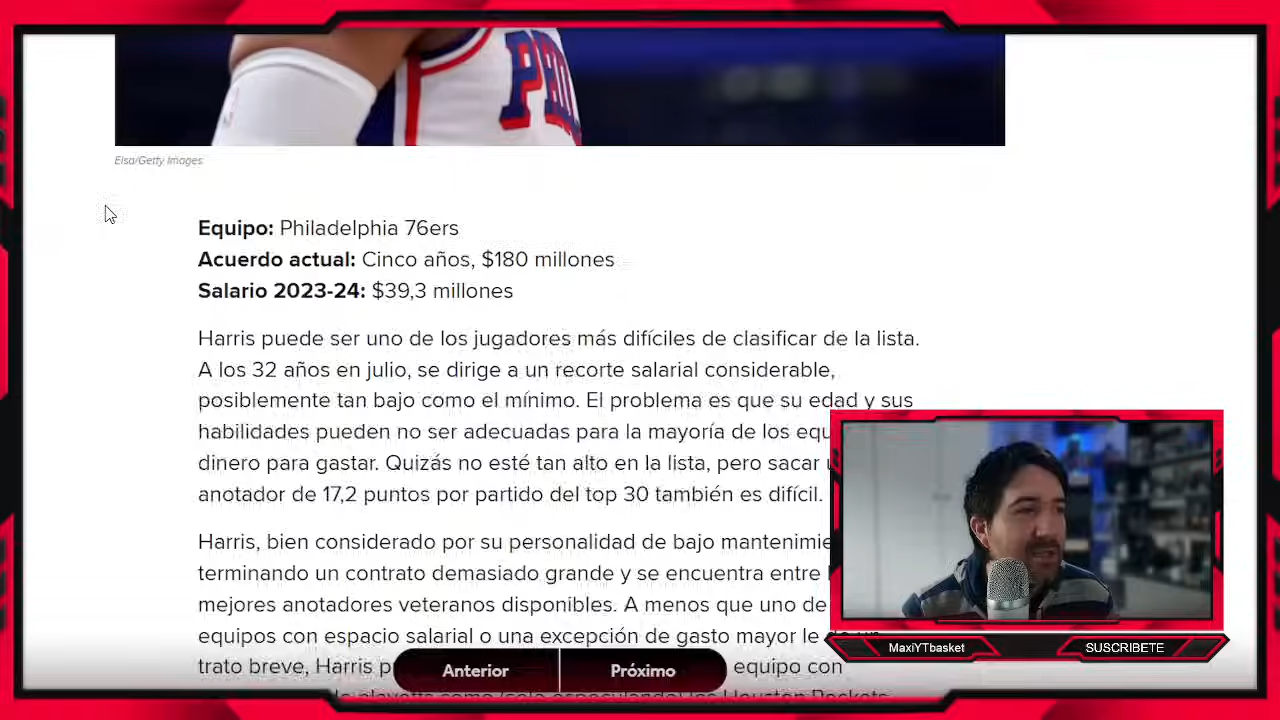 PHI
Elsa/Getty Images
Equipo: Philadelphia 76ers
Acuerdo actual: Cinco años, $180 millones
Salario 2023-24: $39,3 millones
Harris puede ser uno de los jugadores más difíciles de clasificar de la lista.
A los 32 años en julio, se dirige a un recorte salarial considerable,
posiblemente tan bajo como el mínimo. El problema es que su edad y sus
habilidades pueden no ser adecuadas para la mayoría de los
dinero para gastar. Quizás no esté tan alto en la lista, pero sacar
anotador de 17,2 puntos por partido del top 30 también es difícil.
Harris, bien considerado por su personalidad de bajo
terminando un contrato demasiado grande y se encuentra entre
mejores anotadores veteranos disponibles. A menos que uno de
equipos con espacio salarial o una excepción de gasto mayor le
trato breve, Harris equipo con
Houston Rockets
Anterior
Próximo
MaxiYTbasket
SUSCRIBETE